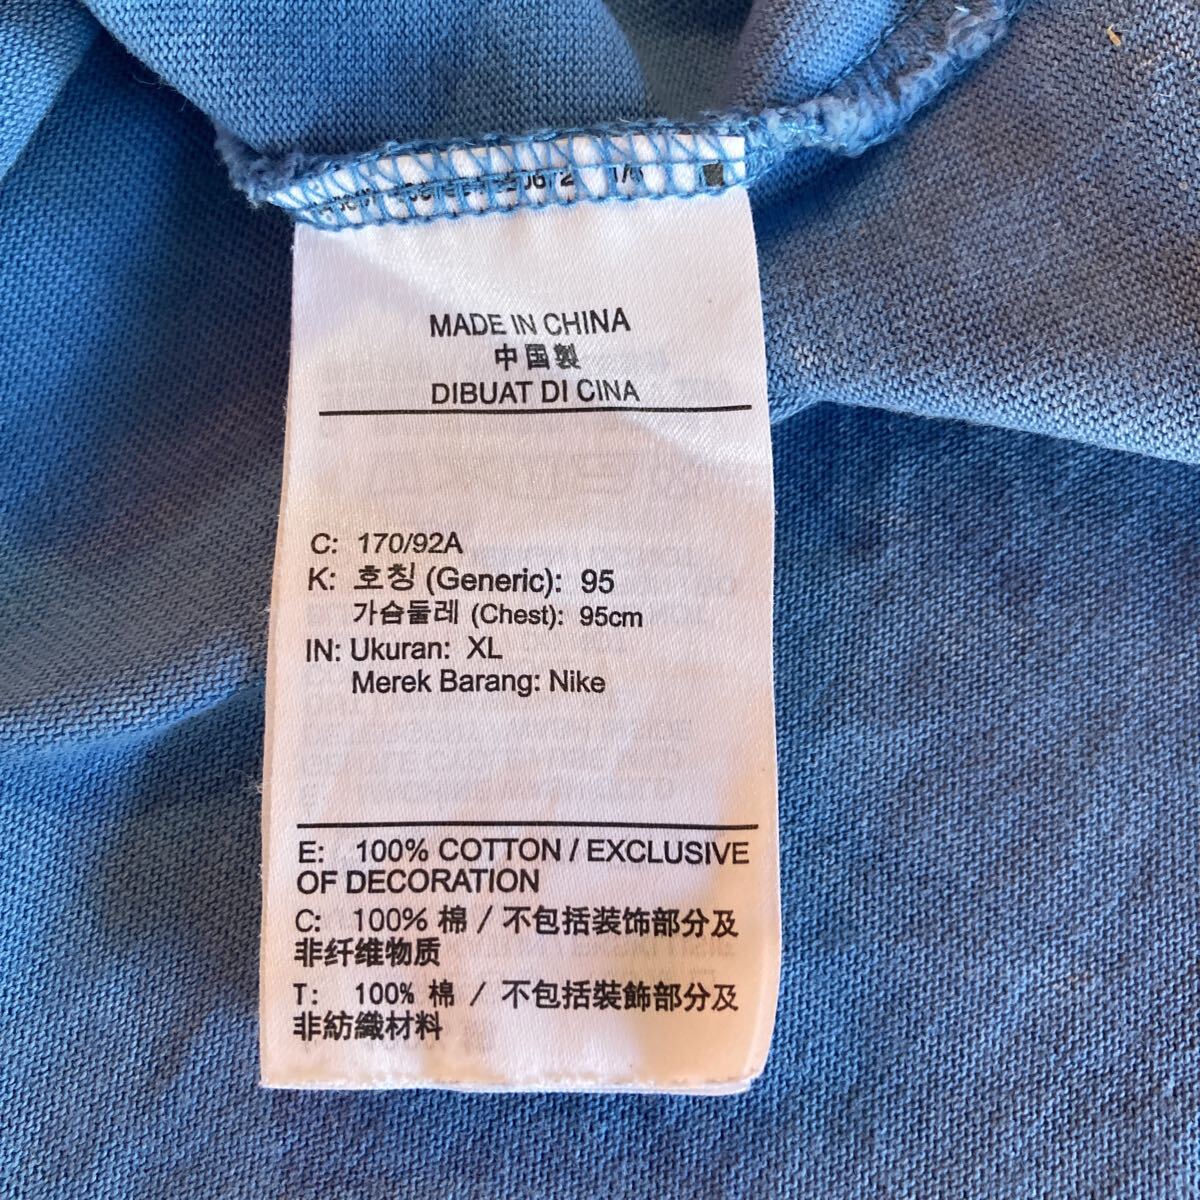 MADE IN CHINA
中国製
DIBUAT DI CINA
C: 170/92A
K: 호칭 (Generic): 95
가슴둘레 (Chest): 95cm
IN: Ukuran: XL
Merek Barang: Nike
E: 100% COTTON / EXCLUSIVE
OF DECORATION
C: 100% 棉 / 不包括装饰部分及
非纤维物质
T: 100% 棉 / 不包括裝飾部分及
非紡織材料